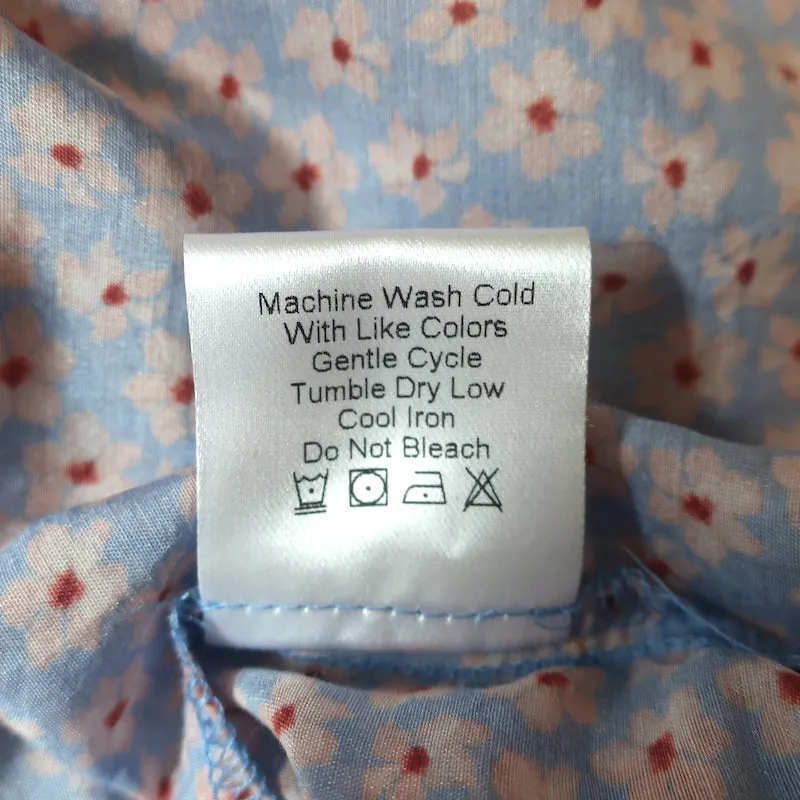 Machine Wash Cold
With Like Colors
Gentle Cycle
Tumble Dry Low
Cool Iron
Do Not Bleach